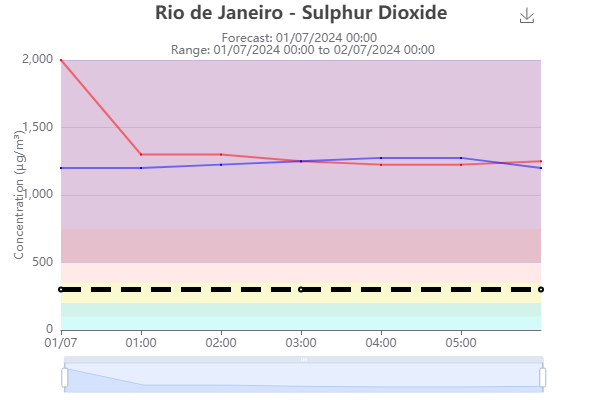 Rio de Janeiro - Sulphur Dioxide
Forecast: 01/07/2024 00:00
Range: 01/07/2024 00:00 to 02/07/2024 00:00
Concentration (µg/m³)
2,000
1,500
1,000
500
0
01/07
01:00
02:00
03:00
04:00
05:00